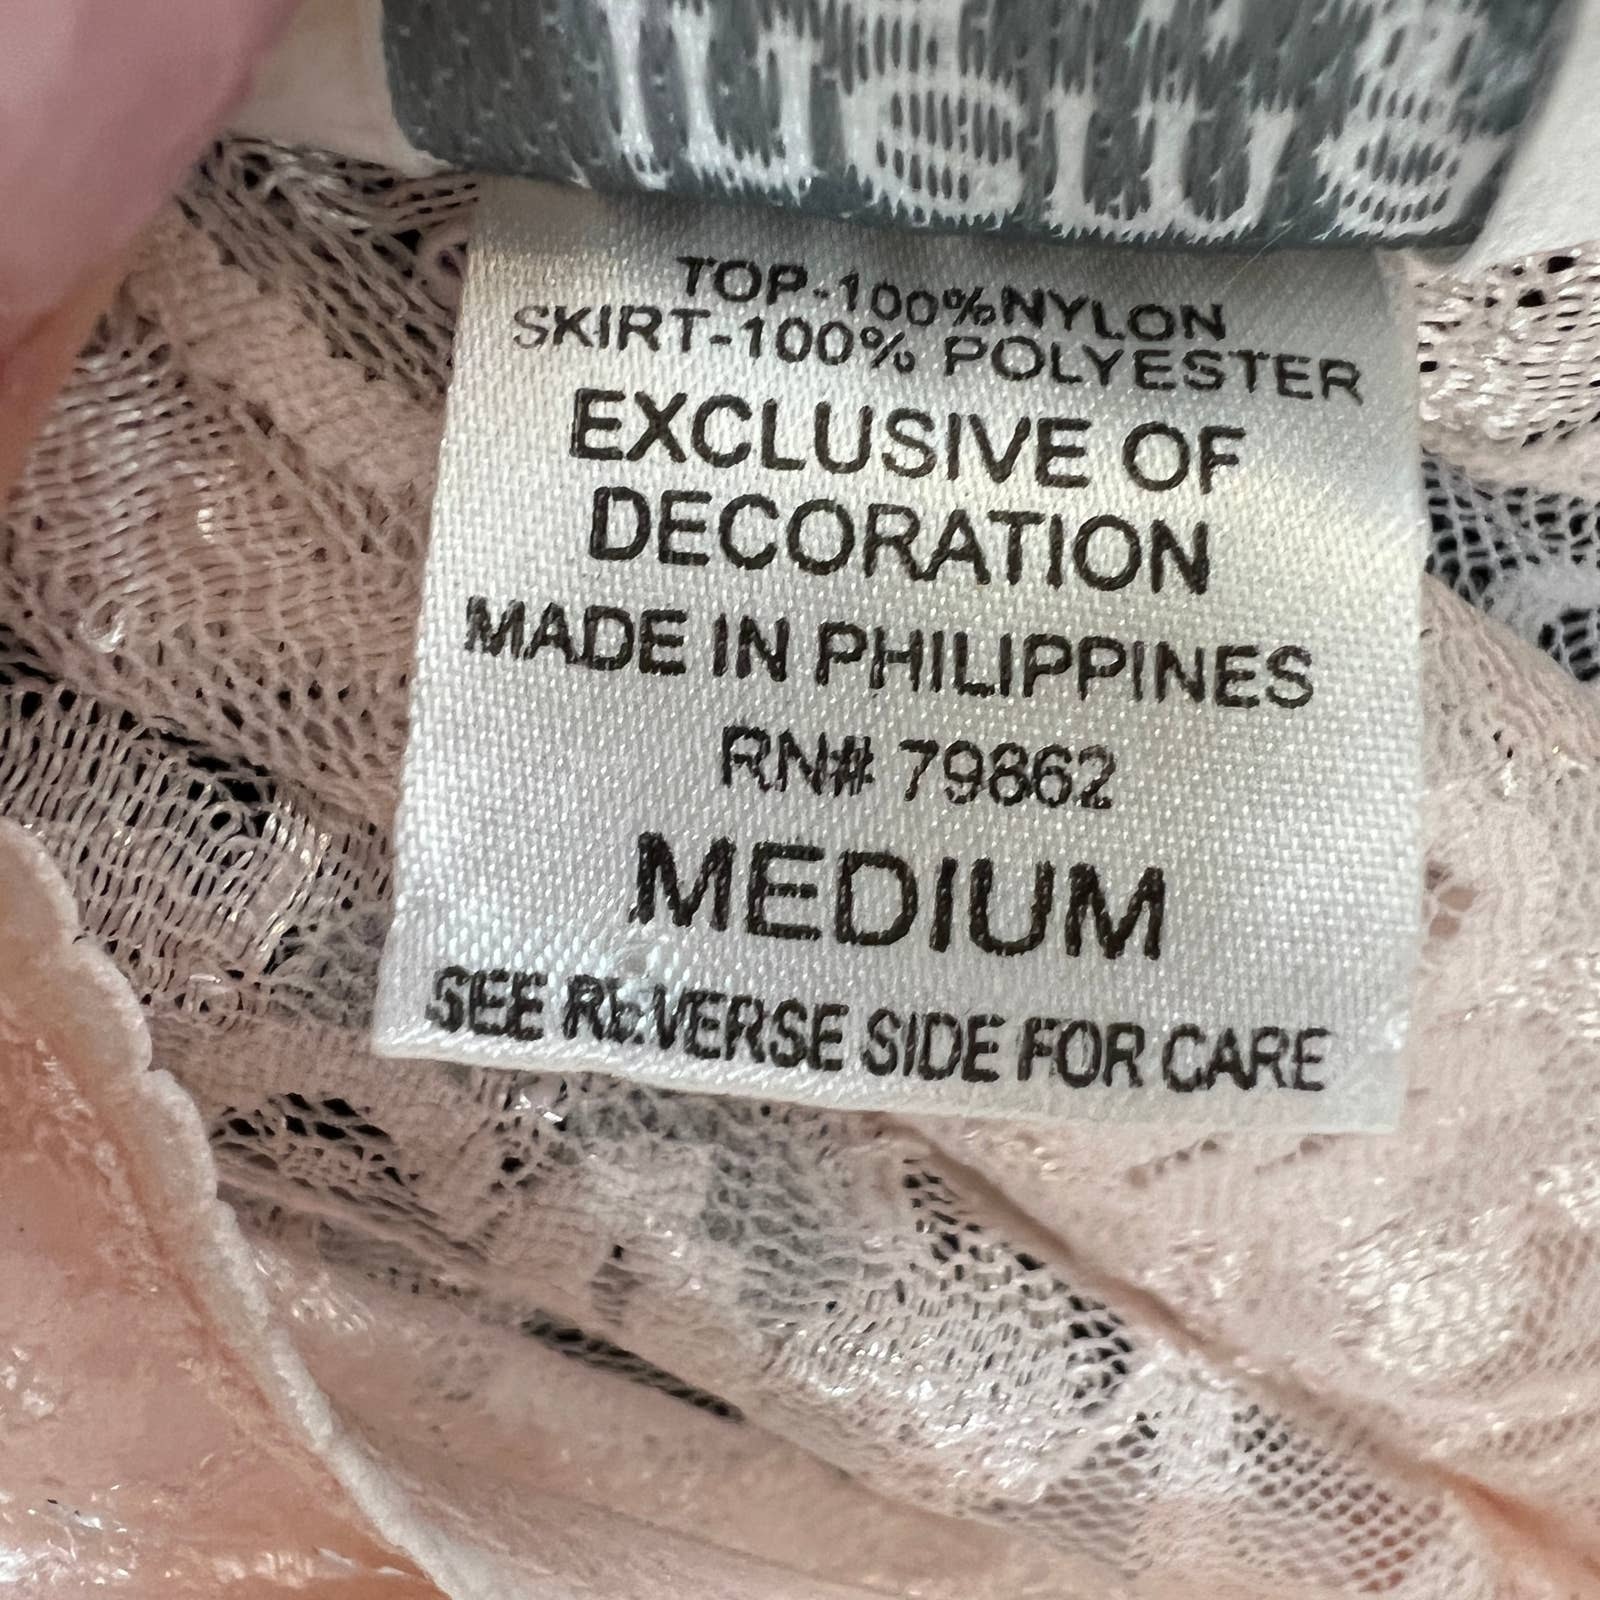 TOP-100%NYLON
SKIRT-100% POLYESTER
EXCLUSIVE OF
DECORATION
MADE IN PHILIPPINES
RN# 79862
MEDIUM
SEE REVERSE SIDE FOR CARE